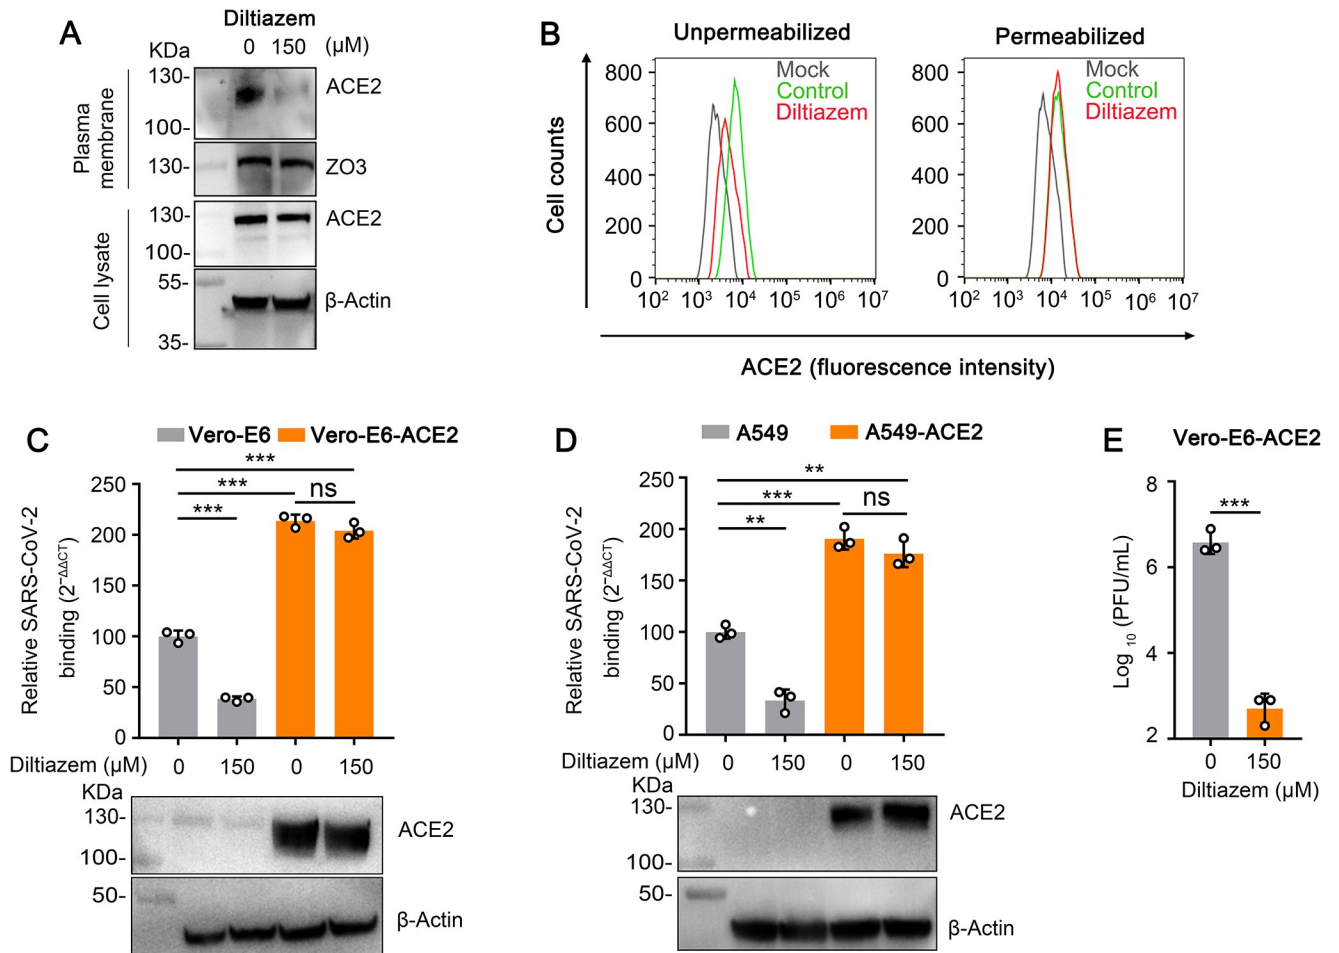 A
Diltiazem
KDa 0 150 (μM)
Plasma membrane
130-
ACE2
100-
130-
ZO3
Cell lysate
130-
ACE2
100-
55-
β-Actin
35-
B
Unpermeabilized
Permeabilized
Cell counts
800
600
400
200
0
Mock
Control
Diltiazem
10² 10³ 10⁴ 10⁵ 10⁶ 10⁷
800
600
400
200
0
Mock
Control
Diltiazem
10² 10³ 10⁴ 10⁵ 10⁶ 10⁷
ACE2 (fluorescence intensity)
C
Vero-E6 Vero-E6-ACE2
Relative SARS-CoV-2
binding (2⁻ΔΔCT)
250
200
150
100
50
0
***
***
***
ns
Diltiazem (μM) 0 150 0 150
KDa
130-
ACE2
100-
50-
β-Actin
D
A549 A549-ACE2
Relative SARS-CoV-2
binding (2⁻ΔΔCT)
250
200
150
100
50
0
**
***
**
ns
Diltiazem (μM) 0 150 0 150
KDa
130-
ACE2
100-
50-
β-Actin
E
Vero-E6-ACE2
Log ₁₀ (PFU/mL)
8
6
4
2
***
0 150
Diltiazem (μM)